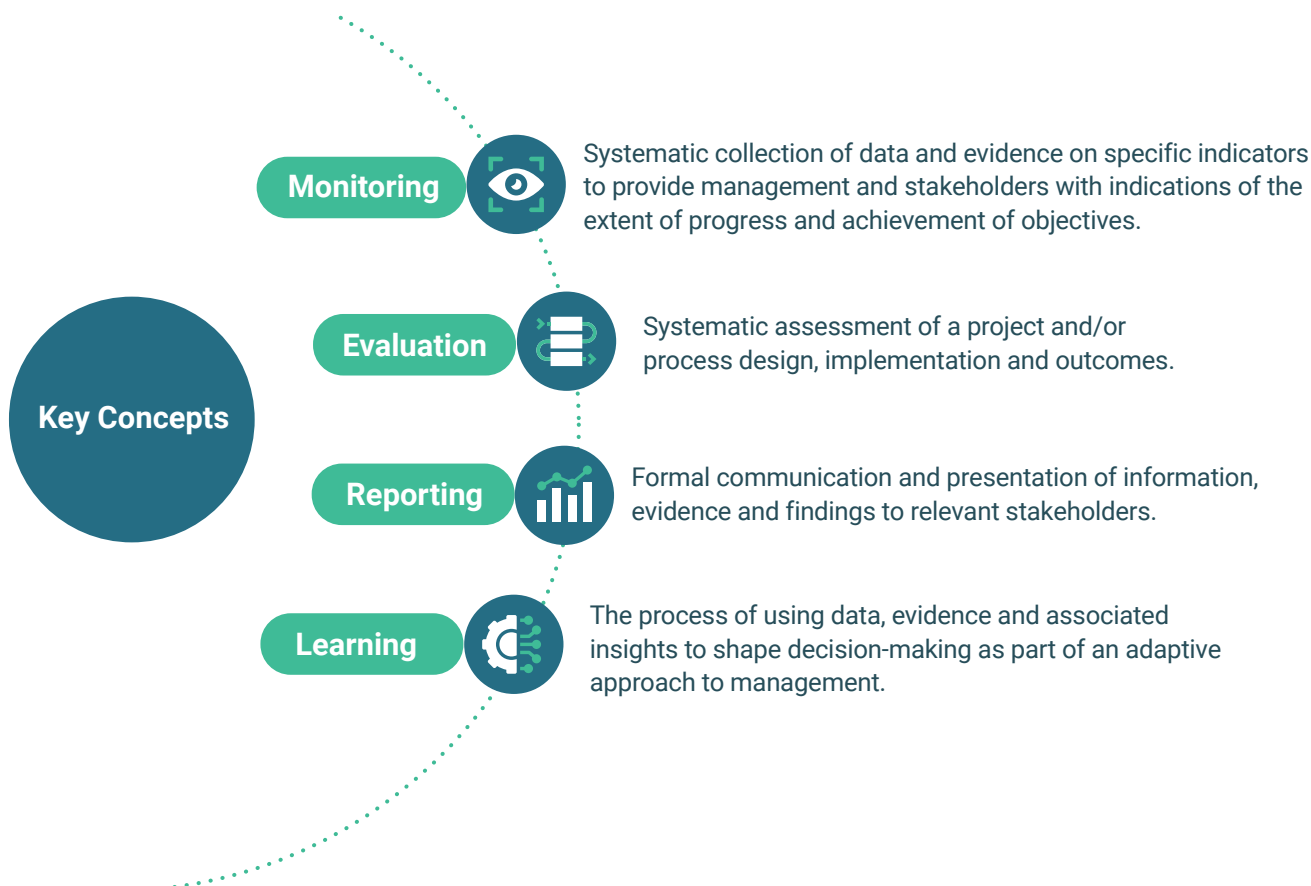 Key Concepts
Monitoring
Systematic collection of data and evidence on specific indicators
to provide management and stakeholders with indications of the
extent of progress and achievement of objectives.
Evaluation
Systematic assessment of a project and/or
process design, implementation and outcomes.
Reporting
Formal communication and presentation of information,
evidence and findings to relevant stakeholders.
Learning
The process of using data, evidence and associated
insights to shape decision-making as part of an adaptive
approach to management.